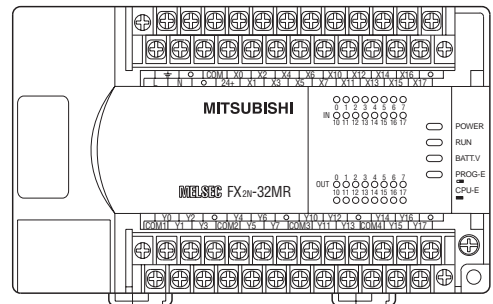 ⏚ ○ COM X0 X2 X4 X6 X10 X12 X14 X16 ○
L N ○ 24+ X1 X3 X5 X7 X11 X13 X15 X17
MITSUBISHI
0 1 2 3 4 5 6 7
IN
10 11 12 13 14 15 16 17
POWER
RUN
BATT.V
PROG-E
CPU-E
MELSEC FX2N-32MR
0 1 2 3 4 5 6 7
OUT
10 11 12 13 14 15 16 17
Y0 Y2 ○ Y4 Y6 ○ Y10 Y12 ○ Y14 Y16 ○
COM1 Y1 Y3 COM2 Y5 Y7 COM3 Y11 Y13 COM4 Y15 Y17